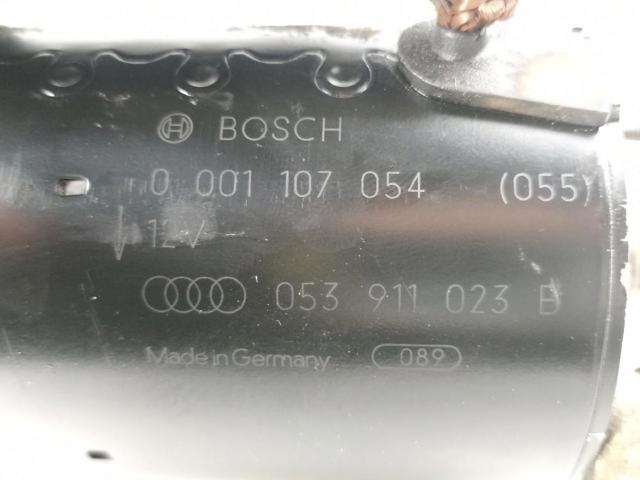 BOSCH
0 001 107 054 (055)
12V
053 911 023 B
Made in Germany 089